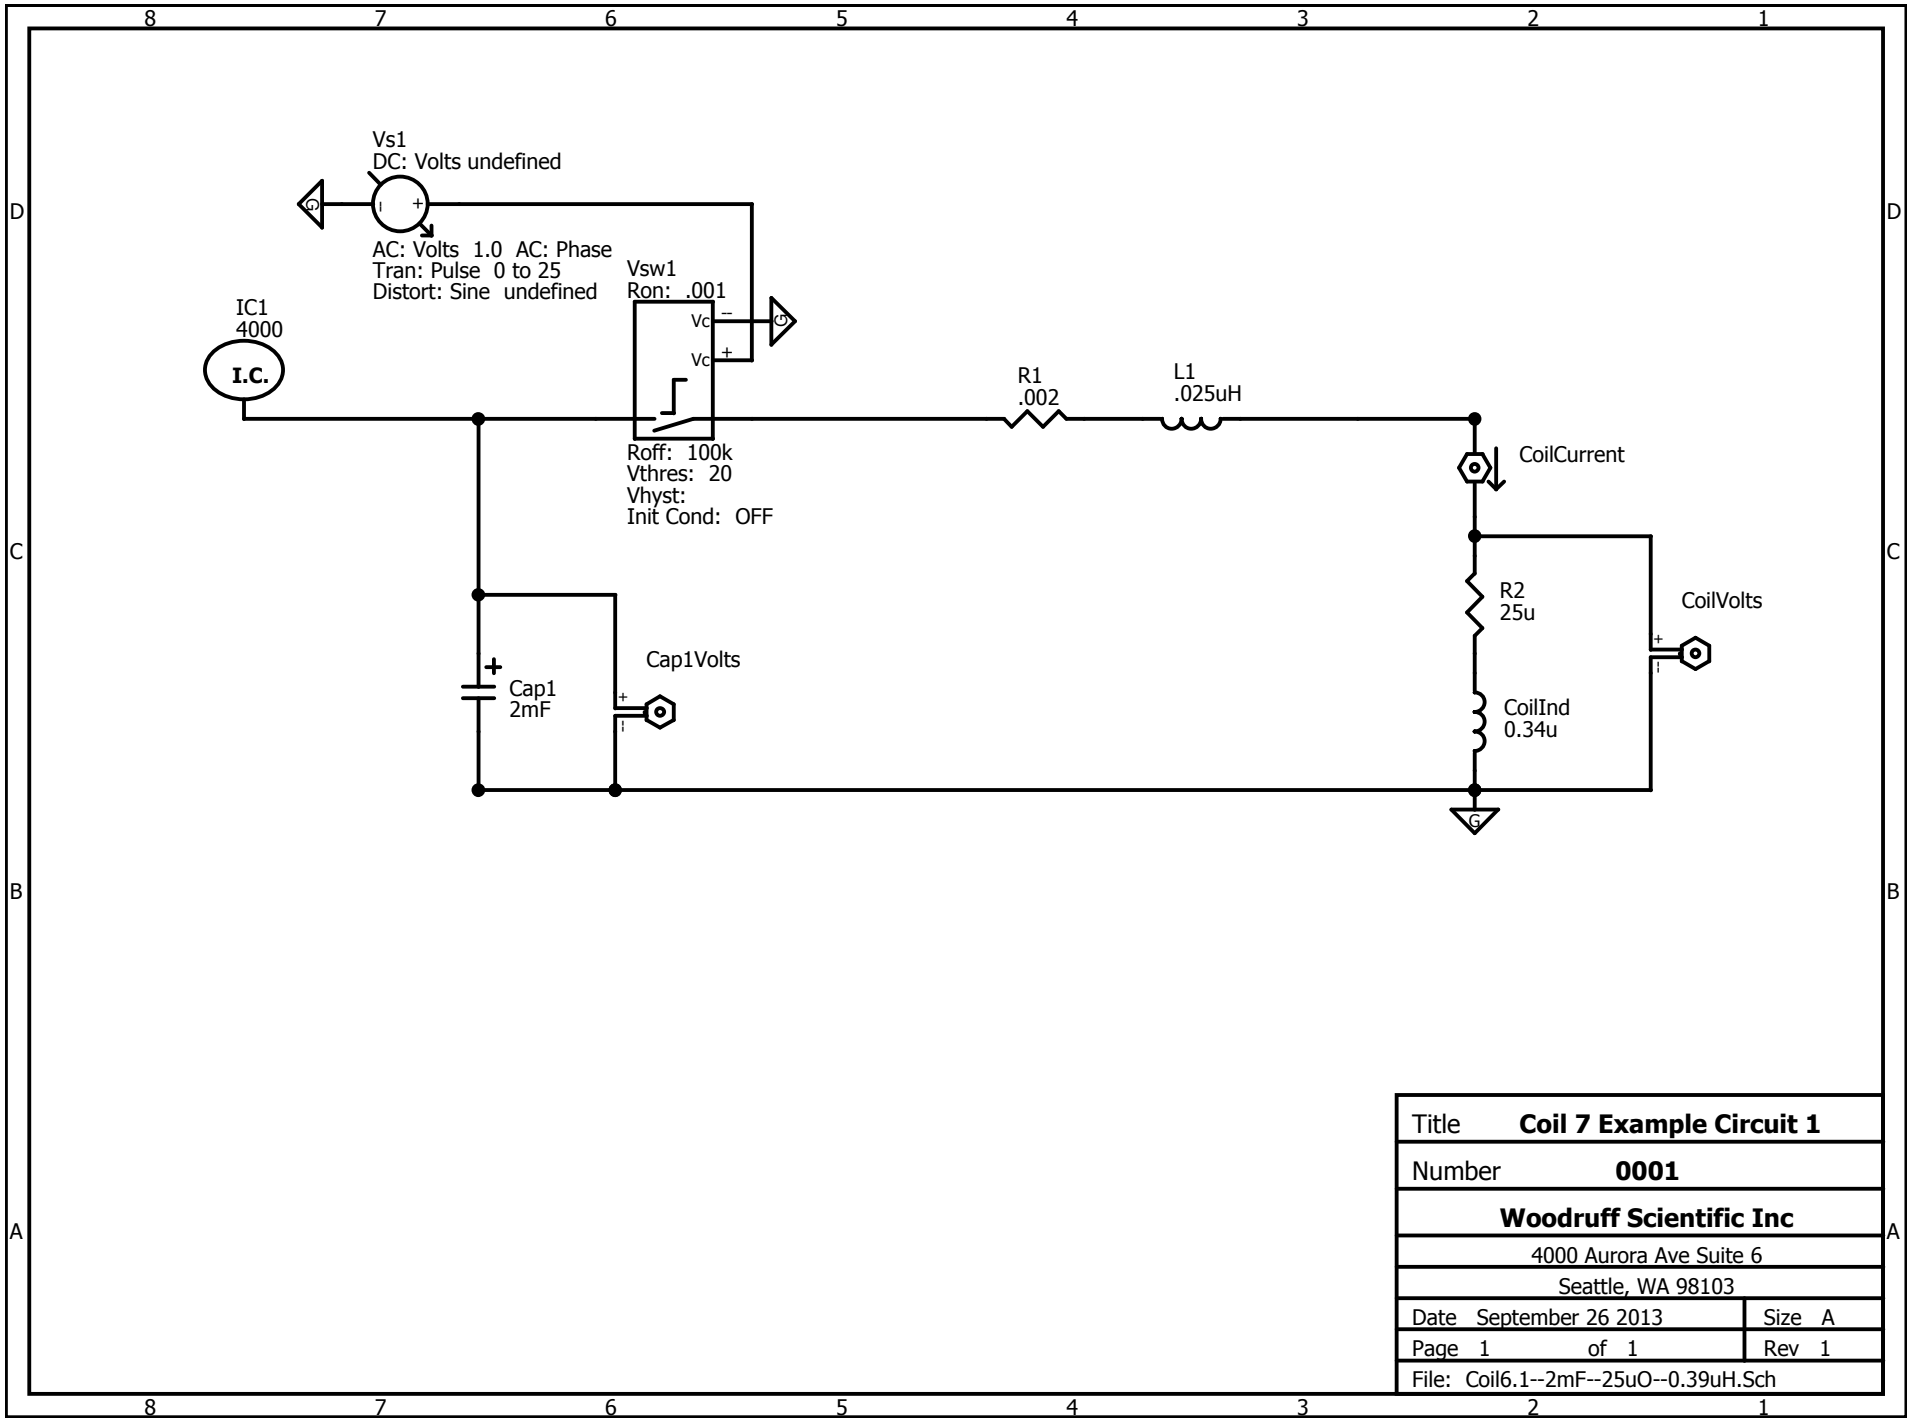 8 7 6 5 4 3 2 1
Vs1
DC: Volts undefined
D
D
G
-
+
AC: Volts 1.0 AC: Phase
Tran: Pulse 0 to 25
Distort: Sine undefined
Vsw1
Ron: .001
Vc --
G
Vc +
IC1
4000
I.C.
R1
.002
L1
.025uH
Roff: 100k
Vthres: 20
Vhyst:
Init Cond: OFF
CoilCurrent
C
C
R2
25u
CoilVolts
+
--
Cap1Volts
+
Cap1
2mF
+
--
CoilInd
0.34u
G
B
B
Title Coil 7 Example Circuit 1
Number 0001
Woodruff Scientific Inc
A
A
4000 Aurora Ave Suite 6
Seattle, WA 98103
Date September 26 2013 Size A
Page 1 of 1 Rev 1
File: Coil6.1--2mF--25uO--0.39uH.Sch
8 7 6 5 4 3 2 1